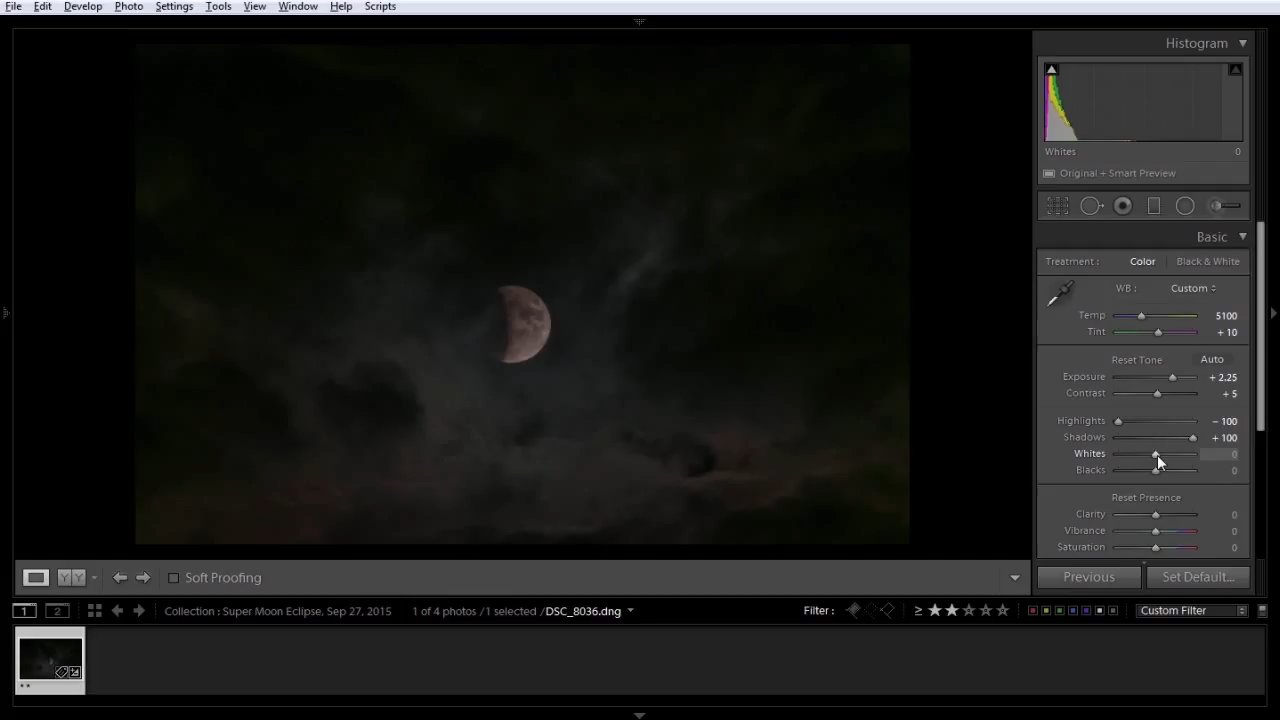 File Edit Develop Photo Settings Tools View Window Help Scripts
Histogram
Whites 0
Original + Smart Preview
Basic
Treatment : Color Black & White
WB : Custom
Temp 5100
Tint + 10
Reset Tone Auto
Exposure + 2.25
Contrast + 5
Highlights − 100
Shadows + 100
Whites 0
Blacks 0
Reset Presence
Clarity 0
Vibrance 0
Saturation 0
Y Y Soft Proofing
Previous Set Default...
1 2 Collection : Super Moon Eclipse, Sep 27, 2015 1 of 4 photos /1 selected /DSC_8036.dng Filter : ≥ Custom Filter